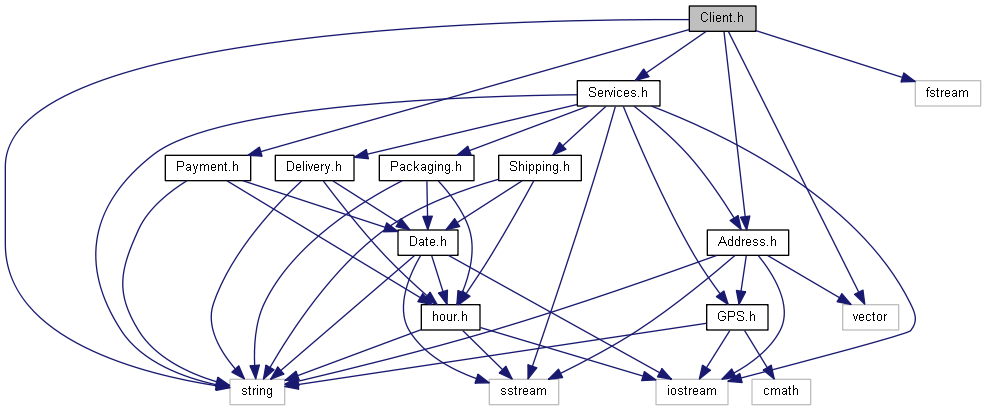 Client.h
Services.h
fstream
Payment.h
Delivery.h
Packaging.h
Shipping.h
Date.h
Address.h
hour.h
GPS.h
vector
string
sstream
iostream
cmath